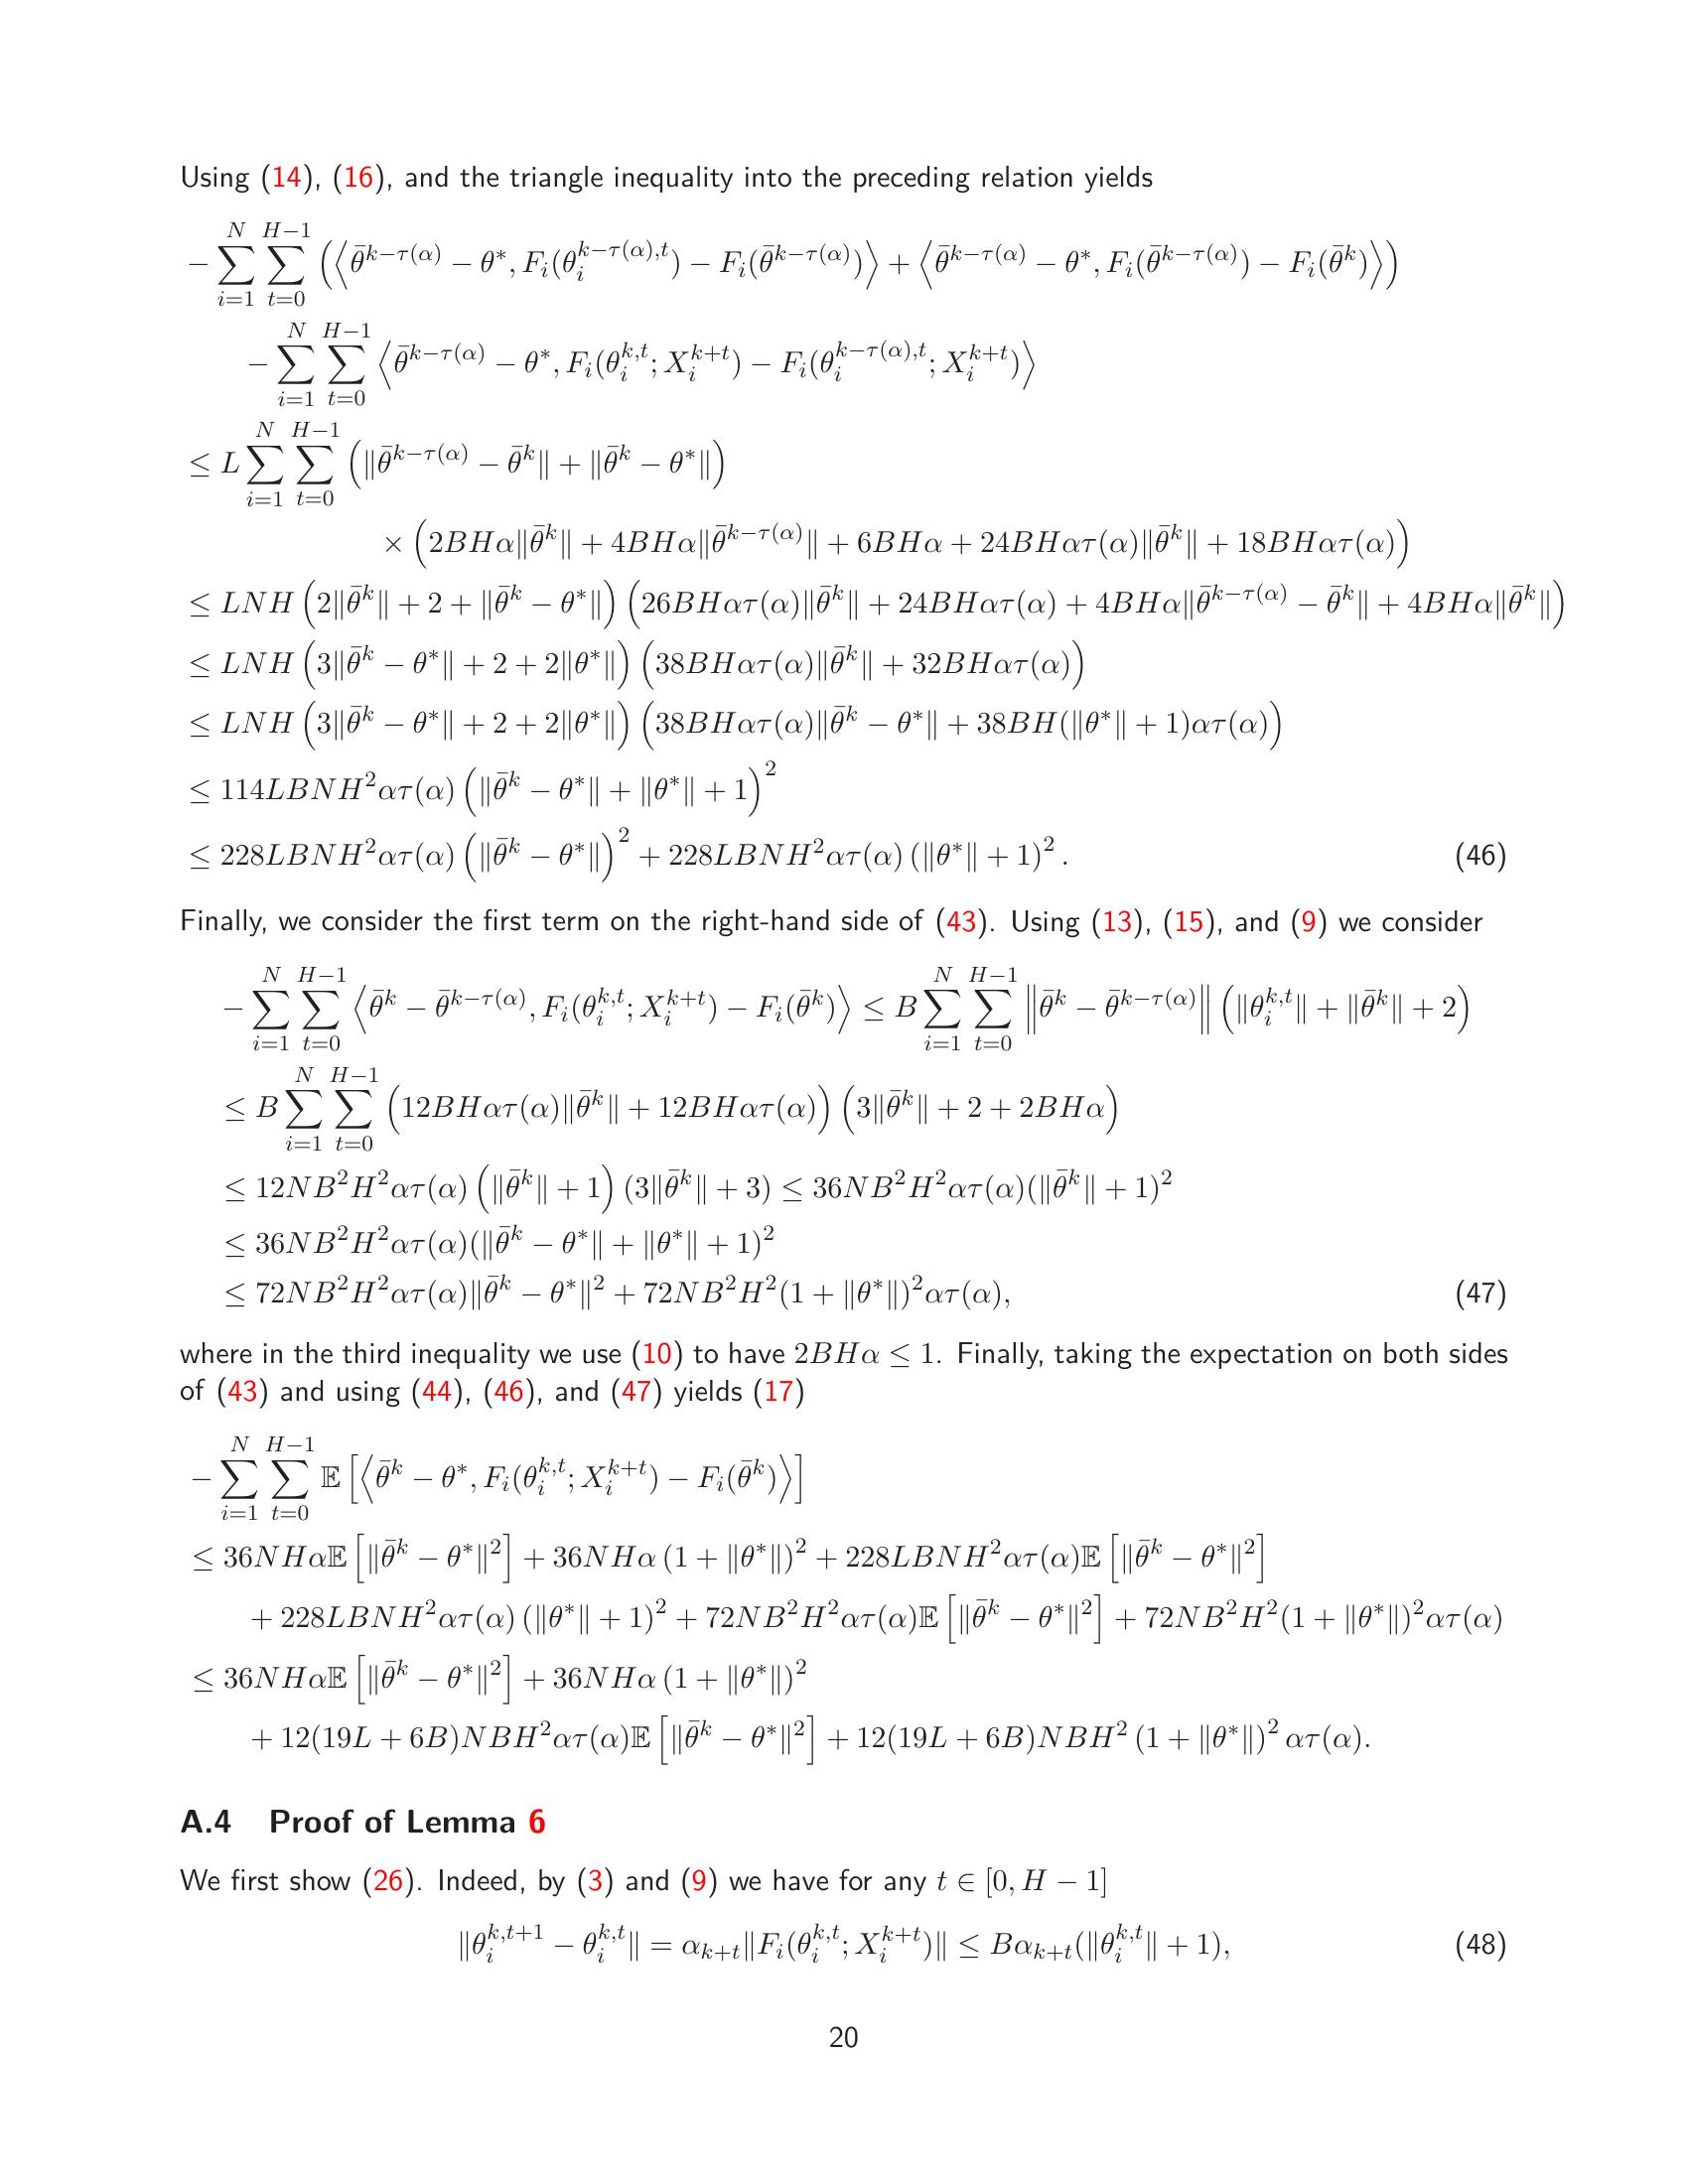 Using (14), (16), and the triangle inequality into the preceding relation yields
$-\sum_{i=1}^{N}\sum_{t=0}^{H-1}\left(\left\langle\bar{\theta}^{k-\tau(\alpha)}-\theta^*, F_i(\theta_i^{k-\tau(\alpha),t})-F_i(\bar{\theta}^{k-\tau(\alpha)})\right\rangle+\left\langle\bar{\theta}^{k-\tau(\alpha)}-\theta^*, F_i(\bar{\theta}^{k-\tau(\alpha)})-F_i(\bar{\theta}^k)\right\rangle\right)$
$-\sum_{i=1}^{N}\sum_{t=0}^{H-1}\left\langle\bar{\theta}^{k-\tau(\alpha)}-\theta^*, F_i(\theta_i^{k,t};X_i^{k+t})-F_i(\theta_i^{k-\tau(\alpha),t};X_i^{k+t})\right\rangle$
$\leq L\sum_{i=1}^{N}\sum_{t=0}^{H-1}\left(\|\bar{\theta}^{k-\tau(\alpha)}-\bar{\theta}^k\|+\|\bar{\theta}^k-\theta^*\|\right)$
$\times\left(2BH\alpha\|\bar{\theta}^k\|+4BH\alpha\|\bar{\theta}^{k-\tau(\alpha)}\|+6BH\alpha+24BH\alpha\tau(\alpha)\|\bar{\theta}^k\|+18BH\alpha\tau(\alpha)\right)$
$\leq LNH\left(2\|\bar{\theta}^k\|+2+\|\bar{\theta}^k-\theta^*\|\right)\left(26BH\alpha\tau(\alpha)\|\bar{\theta}^k\|+24BH\alpha\tau(\alpha)+4BH\alpha\|\bar{\theta}^{k-\tau(\alpha)}-\bar{\theta}^k\|+4BH\alpha\|\bar{\theta}^k\|\right)$
$\leq LNH\left(3\|\bar{\theta}^k-\theta^*\|+2+2\|\theta^*\|\right)\left(38BH\alpha\tau(\alpha)\|\bar{\theta}^k\|+32BH\alpha\tau(\alpha)\right)$
$\leq LNH\left(3\|\bar{\theta}^k-\theta^*\|+2+2\|\theta^*\|\right)\left(38BH\alpha\tau(\alpha)\|\bar{\theta}^k-\theta^*\|+38BH(\|\theta^*\|+1)\alpha\tau(\alpha)\right)$
$\leq 114LBNH^2\alpha\tau(\alpha)\left(\|\bar{\theta}^k-\theta^*\|+\|\theta^*\|+1\right)^2$
$\leq 228LBNH^2\alpha\tau(\alpha)\left(\|\bar{\theta}^k-\theta^*\|\right)^2+228LBNH^2\alpha\tau(\alpha)\left(\|\theta^*\|+1\right)^2.$ (46)
Finally, we consider the first term on the right-hand side of (43). Using (13), (15), and (9) we consider
$-\sum_{i=1}^{N}\sum_{t=0}^{H-1}\left\langle\bar{\theta}^k-\bar{\theta}^{k-\tau(\alpha)}, F_i(\theta_i^{k,t};X_i^{k+t})-F_i(\bar{\theta}^k)\right\rangle\leq B\sum_{i=1}^{N}\sum_{t=0}^{H-1}\left\|\bar{\theta}^k-\bar{\theta}^{k-\tau(\alpha)}\right\|\left(\|\theta_i^{k,t}\|+\|\bar{\theta}^k\|+2\right)$
$\leq B\sum_{i=1}^{N}\sum_{t=0}^{H-1}\left(12BH\alpha\tau(\alpha)\|\bar{\theta}^k\|+12BH\alpha\tau(\alpha)\right)\left(3\|\bar{\theta}^k\|+2+2BH\alpha\right)$
$\leq 12NB^2H^2\alpha\tau(\alpha)\left(\|\bar{\theta}^k\|+1\right)(3\|\bar{\theta}^k\|+3)\leq 36NB^2H^2\alpha\tau(\alpha)(\|\bar{\theta}^k\|+1)^2$
$\leq 36NB^2H^2\alpha\tau(\alpha)(\|\bar{\theta}^k-\theta^*\|+\|\theta^*\|+1)^2$
$\leq 72NB^2H^2\alpha\tau(\alpha)\|\bar{\theta}^k-\theta^*\|^2+72NB^2H^2(1+\|\theta^*\|)^2\alpha\tau(\alpha),$ (47)
where in the third inequality we use (10) to have $2BH\alpha\leq 1$. Finally, taking the expectation on both sides
of (43) and using (44), (46), and (47) yields (17)
$-\sum_{i=1}^{N}\sum_{t=0}^{H-1}\mathbb{E}\left[\left\langle\bar{\theta}^k-\theta^*, F_i(\theta_i^{k,t};X_i^{k+t})-F_i(\bar{\theta}^k)\right\rangle\right]$
$\leq 36NH\alpha\mathbb{E}\left[\|\bar{\theta}^k-\theta^*\|^2\right]+36NH\alpha\left(1+\|\theta^*\|\right)^2+228LBNH^2\alpha\tau(\alpha)\mathbb{E}\left[\|\bar{\theta}^k-\theta^*\|^2\right]$
$+228LBNH^2\alpha\tau(\alpha)\left(\|\theta^*\|+1\right)^2+72NB^2H^2\alpha\tau(\alpha)\mathbb{E}\left[\|\bar{\theta}^k-\theta^*\|^2\right]+72NB^2H^2(1+\|\theta^*\|)^2\alpha\tau(\alpha)$
$\leq 36NH\alpha\mathbb{E}\left[\|\bar{\theta}^k-\theta^*\|^2\right]+36NH\alpha\left(1+\|\theta^*\|\right)^2$
$+12(19L+6B)NBH^2\alpha\tau(\alpha)\mathbb{E}\left[\|\bar{\theta}^k-\theta^*\|^2\right]+12(19L+6B)NBH^2\left(1+\|\theta^*\|\right)^2\alpha\tau(\alpha).$
A.4 Proof of Lemma 6
We first show (26). Indeed, by (3) and (9) we have for any $t\in[0,H-1]$
$\|\theta_i^{k,t+1}-\theta_i^{k,t}\|=\alpha_{k+t}\|F_i(\theta_i^{k,t};X_i^{k+t})\|\leq B\alpha_{k+t}(\|\theta_i^{k,t}\|+1),$ (48)
20